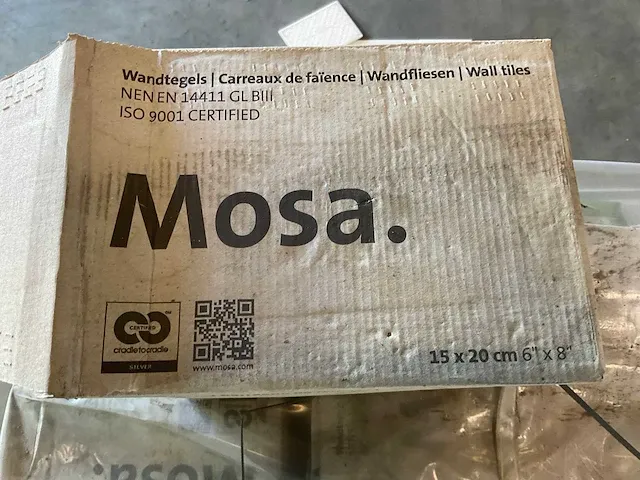 Wandtegels | Carreaux de faïence | Wandfliesen | Wall tiles
NEN EN 14411 GL BIII
ISO 9001 CERTIFIED
Mosa.
CERTIFIED
cradletocradle
SILVER
www.mosa.com
15 x 20 cm 6" x 8"
Mosa.